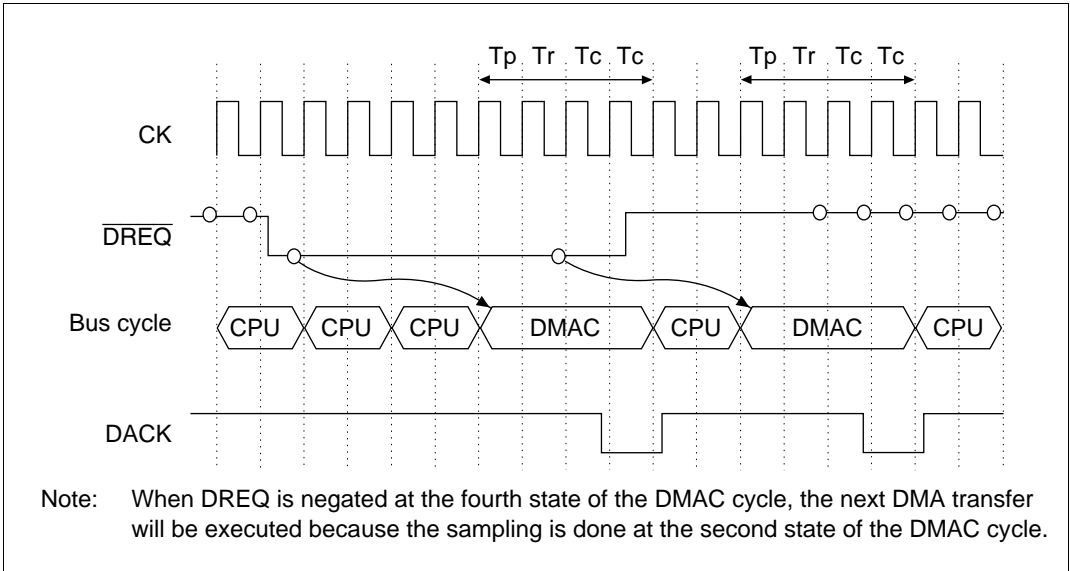 Tp Tr Tc Tc Tp Tr Tc Tc
CK
DREQ
Bus cycle CPU CPU CPU DMAC CPU DMAC CPU
DACK
Note: When DREQ is negated at the fourth state of the DMAC cycle, the next DMA transfer
will be executed because the sampling is done at the second state of the DMAC cycle.